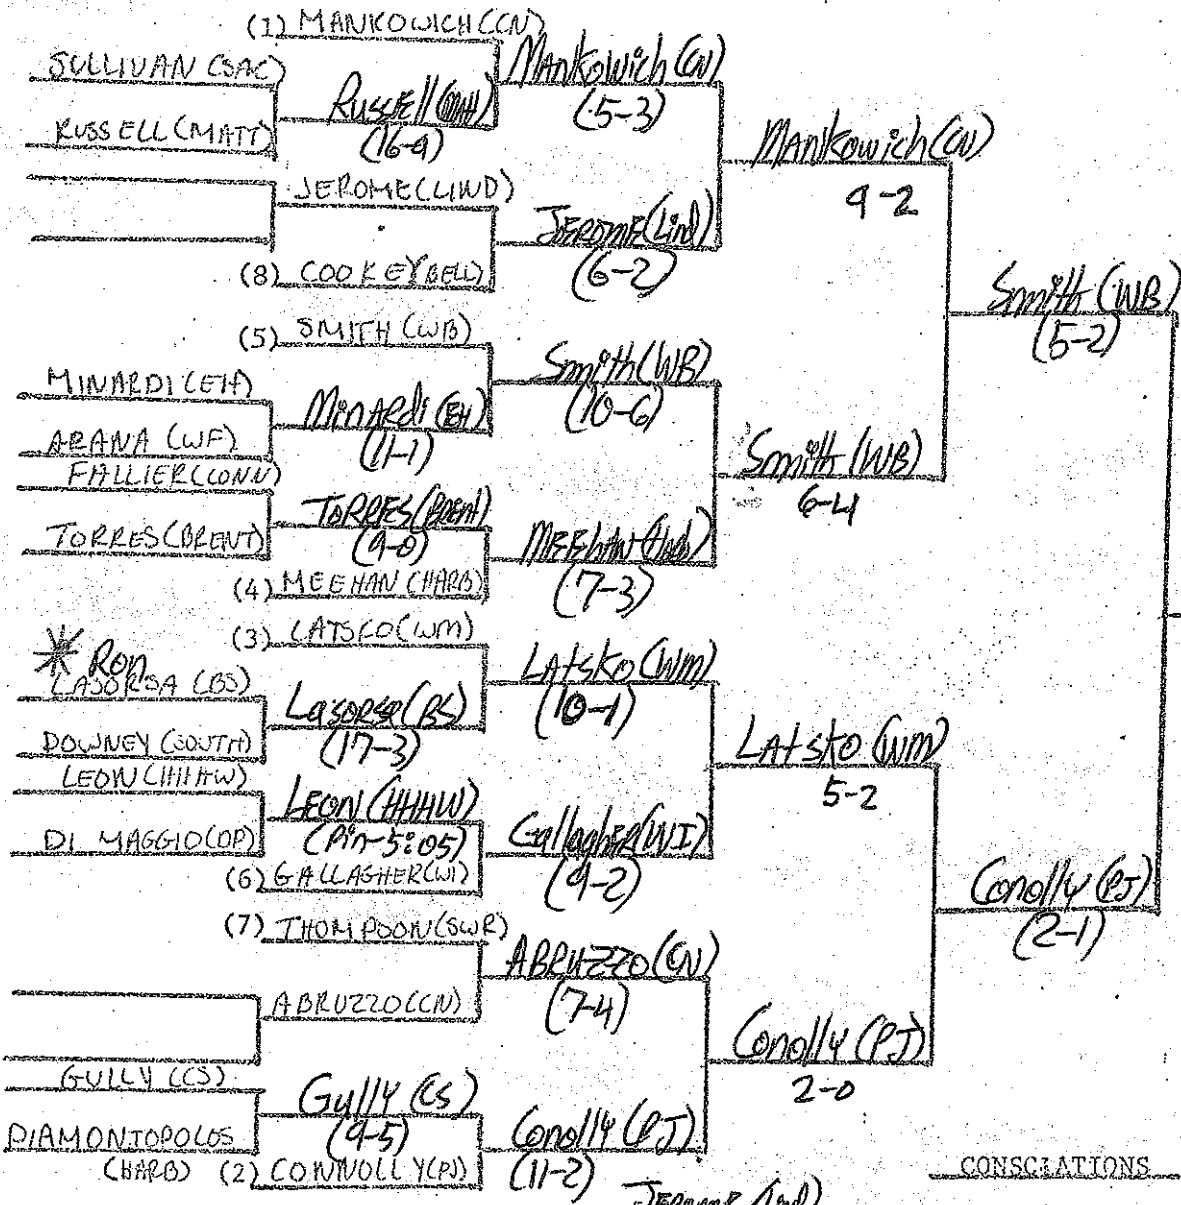 (1) MANKOWICH (CN)
SULLIVAN (SAC)
Mankowich (CN)
(5-3)
Russell (MATT)
(16-9)
RUSSELL (MATT)
Mankowich (CN)
9-2
JEROME (LIND)
Jerome (Lind)
(6-2)
(8) COOKEY (BELL)
Smith (WB)
(5-2)
(5) SMITH (WB)
Smith (WB)
(10-6)
MINARDI (EH)
Minardi (EH)
(11-1)
ARANA (WF)
Smith (WB)
6-4
FALLIER (CONN)
TORRES (Brent)
(9-0)
TORRES (BRENT)
MEEHAN (Harb)
(7-3)
(4) MEEHAN (HARB)
(3) LATSKO (WM)
* Ron
LASORSA (BS)
LAtsko (WM)
(10-1)
Lasorsa (BS)
(17-3)
DOWNEY (SOUTH)
LAtsko (WM)
5-2
LEON (HHHW)
LEON (HHHW)
(Pin-5:05)
DI MAGGIO (DP)
Gallagher (WI)
(9-2)
(6) GALLAGHER (WI)
Conolly (PJ)
(2-1)
(7) THOMPSON (SWR)
ABRUZZO (CN)
(7-4)
ABRUZZO (CN)
Conolly (PJ)
2-0
GULLY (CS)
Gully (CS)
(9-5)
DIAMONTOPOLOS
(HARB)
Conolly (PJ)
(11-2)
(2) CONNOLLY (PJ)
CONSCIATIONS
Jerome (Lind)